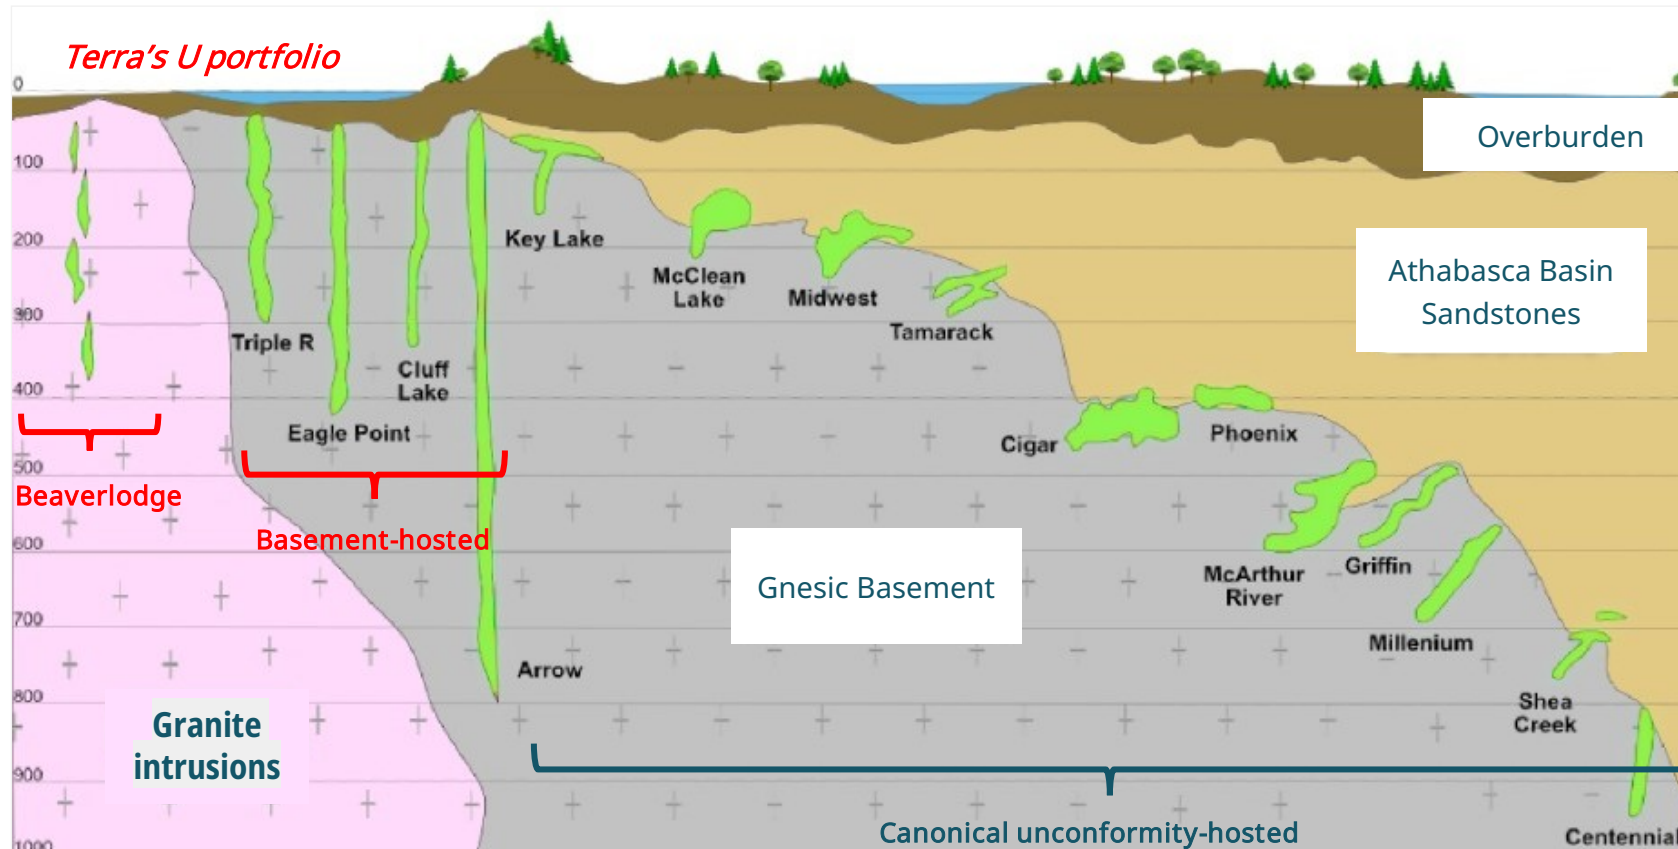 Terra's U portfolio
0
100
200
300
400
500
600
700
800
900
1000
Overburden
Athabasca Basin
Sandstones
Key Lake
McClean
Lake
Midwest
Tamarack
Triple R
Cluff
Lake
Eagle Point
Cigar
Phoenix
Beaverlodge
Basement-hosted
Gnesic Basement
McArthur
River
Griffin
Millenium
Arrow
Shea
Creek
Granite
intrusions
Canonical unconformity-hosted
Centennial